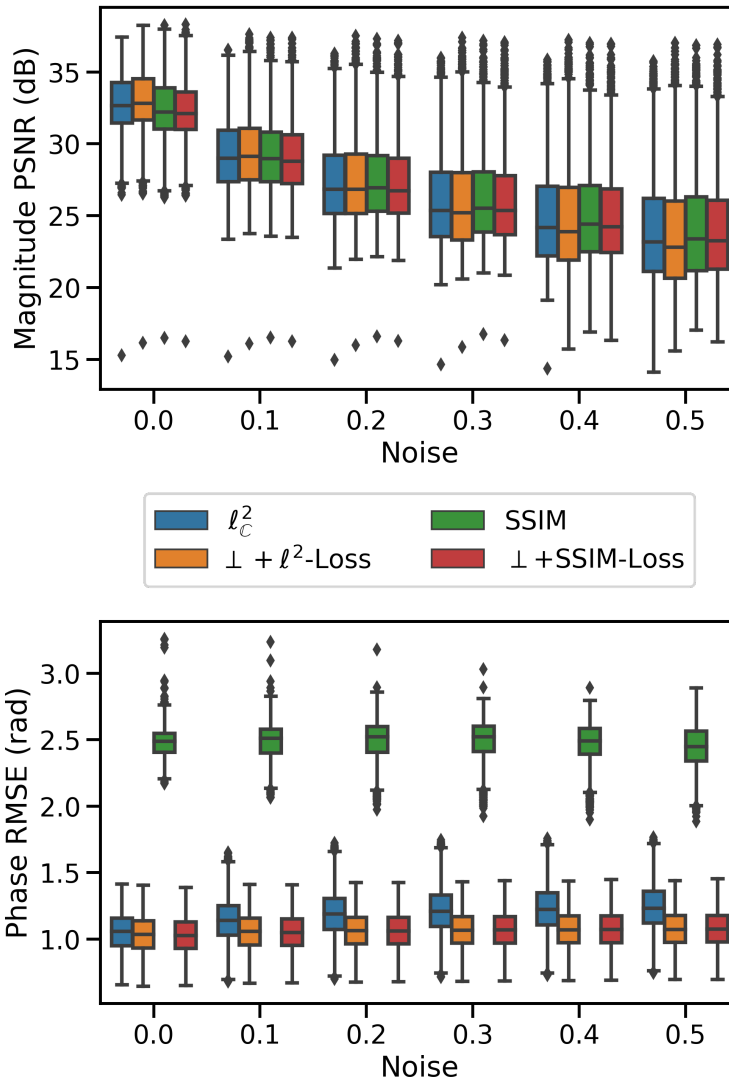 Magnitude PSNR (dB)
35
30
25
20
15
0.0 0.1 0.2 0.3 0.4 0.5
Noise
ℓ²_ℂ SSIM
⊥ + ℓ²-Loss ⊥+SSIM-Loss
Phase RMSE (rad)
3.0
2.5
2.0
1.5
1.0
0.0 0.1 0.2 0.3 0.4 0.5
Noise